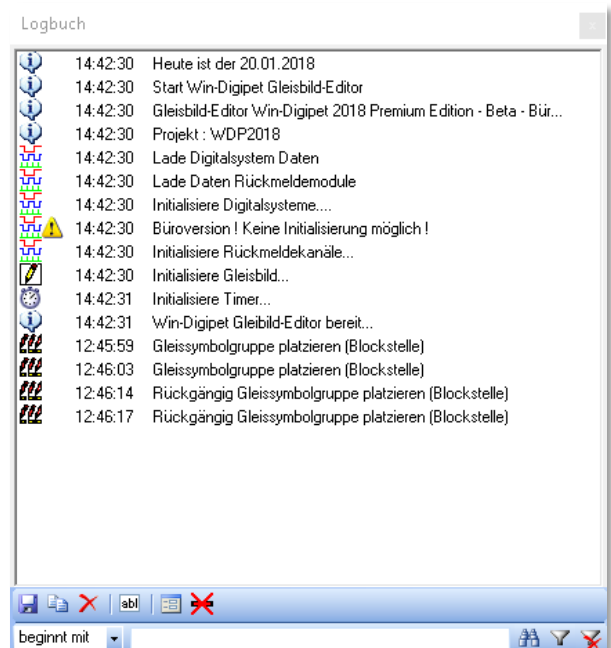 Logbuch
14:42:30 Heute ist der 20.01.2018
14:42:30 Start Win-Digipet Gleisbild-Editor
14:42:30 Gleisbild-Editor Win-Digipet 2018 Premium Edition - Beta - Bür...
14:42:30 Projekt : WDP2018
14:42:30 Lade Digitalsystem Daten
14:42:30 Lade Daten Rückmeldemodule
14:42:30 Initialisiere Digitalsysteme....
14:42:30 Büroversion ! Keine Initialisierung möglich !
14:42:30 Initialisiere Rückmeldekanäle...
14:42:30 Initialisiere Gleisbild...
14:42:31 Initialisiere Timer...
14:42:31 Win-Digipet Gleibild-Editor bereit...
12:45:59 Gleissymbolgruppe platzieren (Blockstelle)
12:46:03 Gleissymbolgruppe platzieren (Blockstelle)
12:46:14 Rückgängig Gleissymbolgruppe platzieren (Blockstelle)
12:46:17 Rückgängig Gleissymbolgruppe platzieren (Blockstelle)
abl
beginnt mit